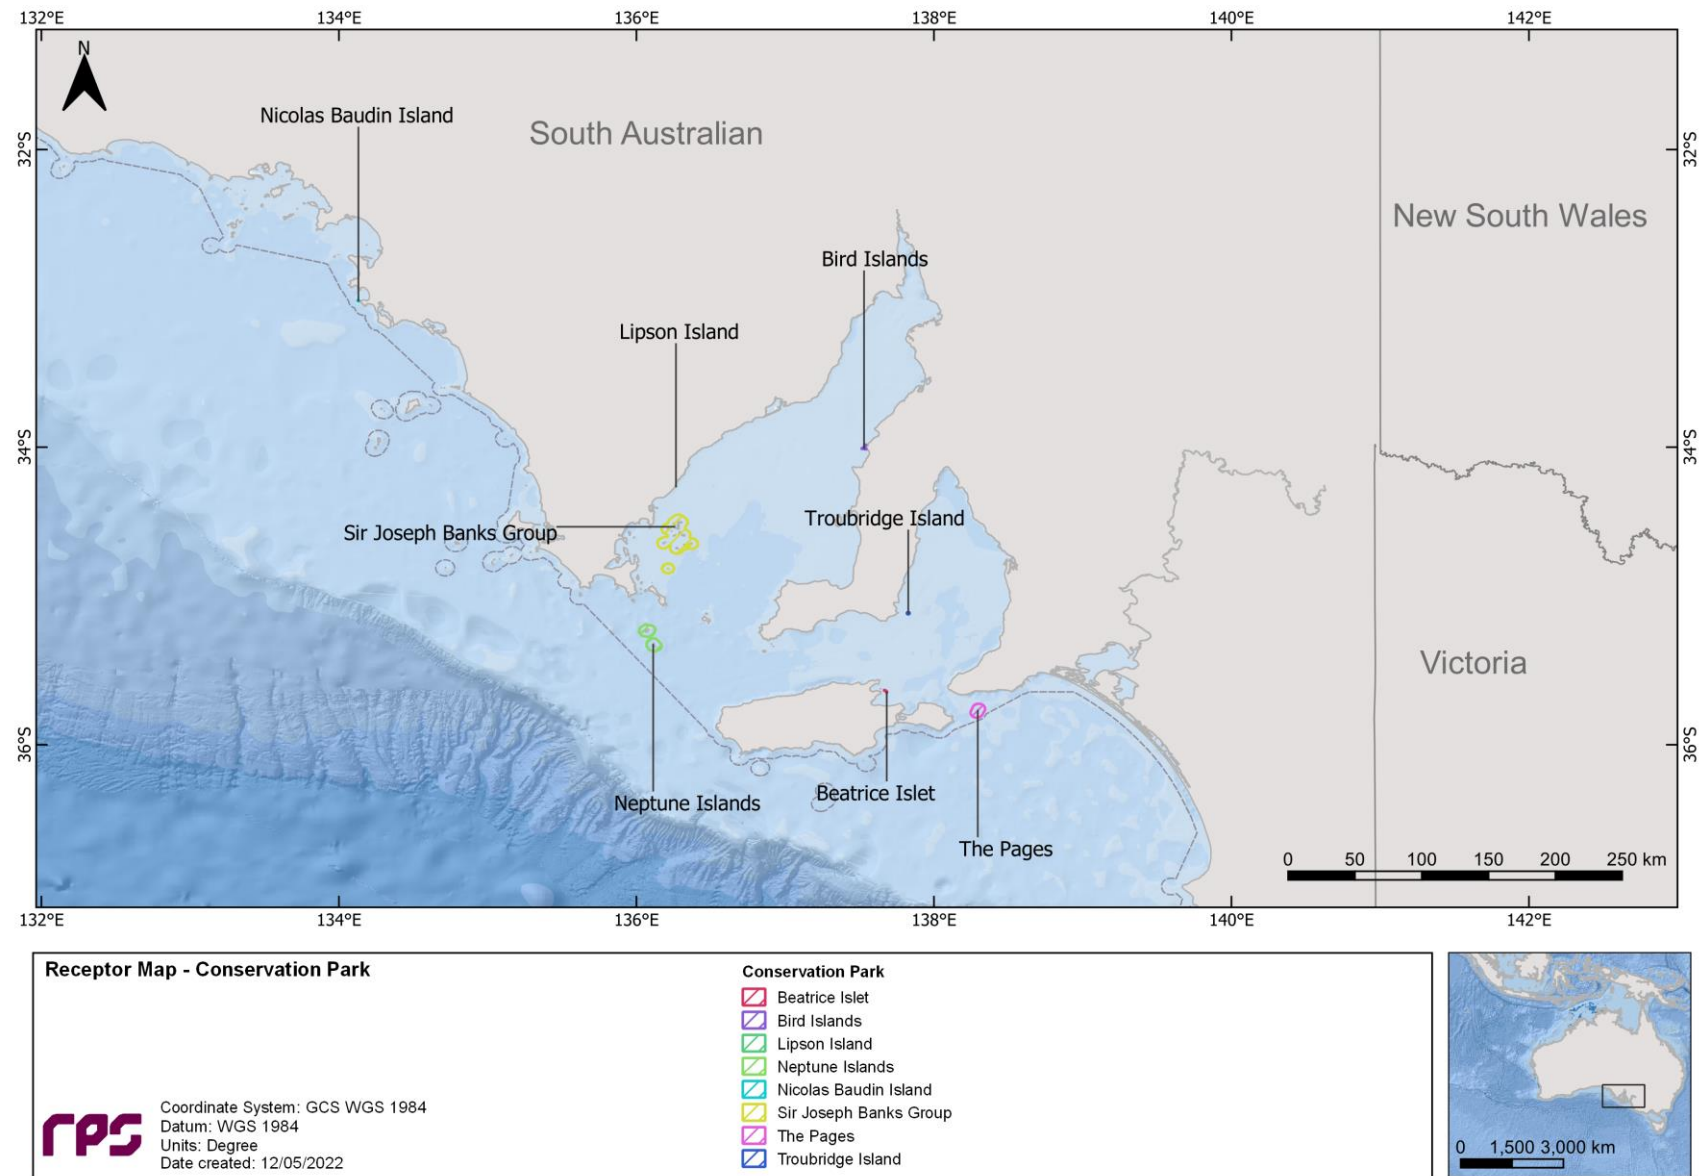 132°E 134°E 136°E 138°E 140°E 142°E
N
Nicolas Baudin Island
South Australian
32°S 32°S
New South Wales
Bird Islands
Lipson Island
34°S 34°S
Troubridge Island
Sir Joseph Banks Group
Victoria
36°S 36°S
Beatrice Islet
Neptune Islands
The Pages
0 50 100 150 200 250 km
132°E 134°E 136°E 138°E 140°E 142°E
Receptor Map - Conservation Park
rps
Coordinate System: GCS WGS 1984
Datum: WGS 1984
Units: Degree
Date created: 12/05/2022
Conservation Park
Beatrice Islet
Bird Islands
Lipson Island
Neptune Islands
Nicolas Baudin Island
Sir Joseph Banks Group
The Pages
Troubridge Island
0 1,500 3,000 km